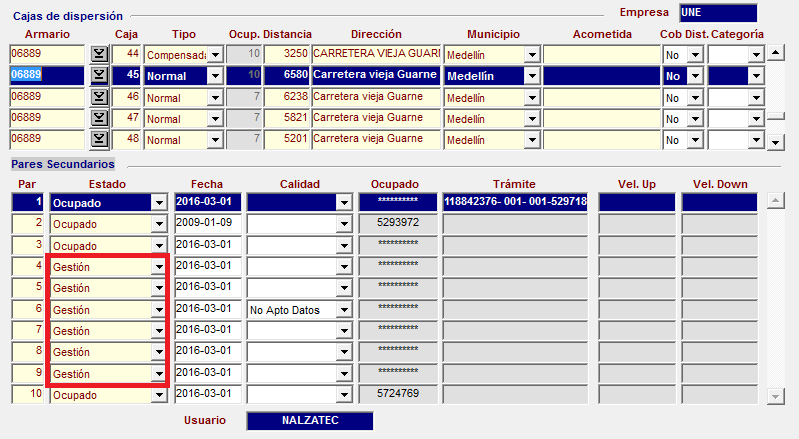 Cajas de dispersión Empresa UNE
Armario Caja Tipo Ocup. Distancia Dirección Municipio Acometida Cob Dist. Categoría
06889 44 Compensada 10 3250 CARRETERA VIEJA GUAR Medellín No
06889 45 Normal 10 6580 Carretera vieja Guarne Medellín No
06889 46 Normal 7 6238 Carretera vieja Guarne Medellín No
06889 47 Normal 7 5821 Carretera vieja Guarne Medellín No
06889 48 Normal 7 5201 Carretera vieja Guarne Medellín No
Pares Secundarios
Par Estado Fecha Calidad Ocupado Trámite Vel. Up Vel. Down
1 Ocupado 2016-03-01 ********** 118842376- 001- 001-529718
2 Ocupado 2009-01-09 5293972
3 Ocupado 2016-03-01 **********
4 Gestión 2016-03-01 **********
5 Gestión 2016-03-01 **********
6 Gestión 2016-03-01 No Apto Datos **********
7 Gestión 2016-03-01 **********
8 Gestión 2016-03-01 **********
9 Gestión 2016-03-01 **********
10 Ocupado 2016-03-01 5724769
Usuario NALZATEC